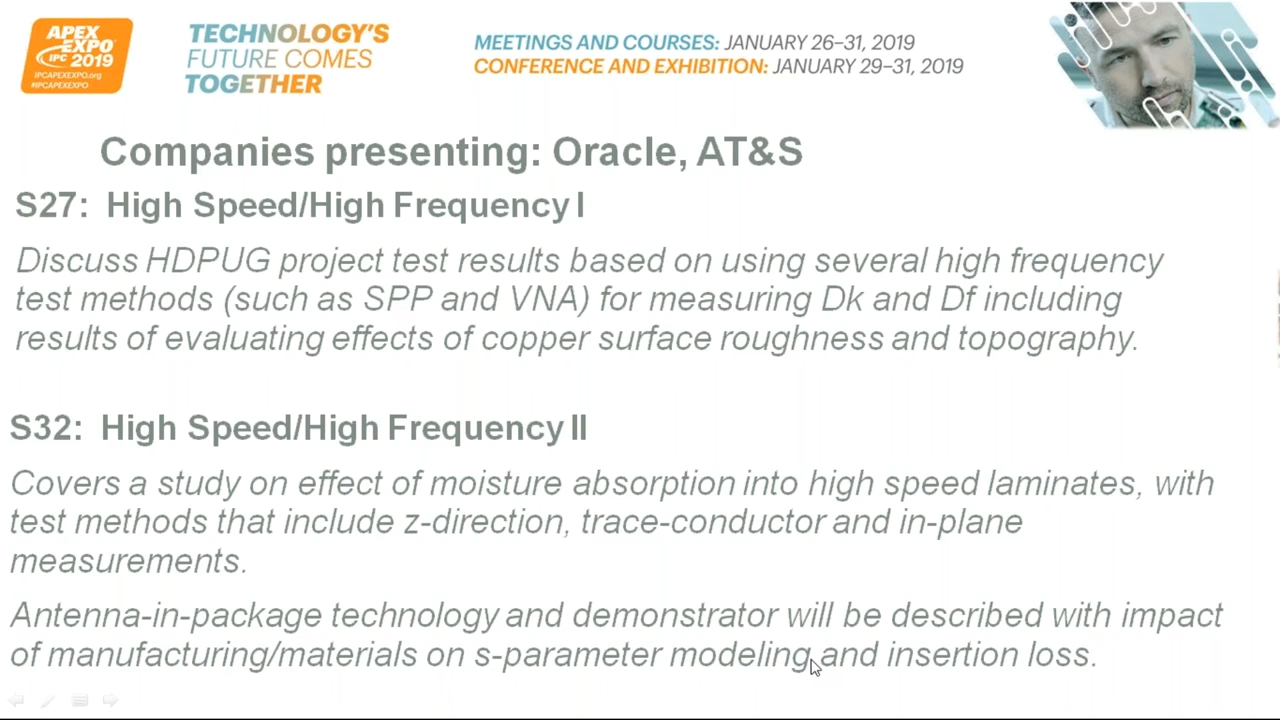 APEX
EXPO
IPC 2019
IPCAPEXEXPO.org
#IPCAPEXEXPO
TECHNOLOGY'S
FUTURE COMES
TOGETHER
MEETINGS AND COURSES: JANUARY 26–31, 2019
CONFERENCE AND EXHIBITION: JANUARY 29–31, 2019
Companies presenting: Oracle, AT&S
S27: High Speed/High Frequency I
Discuss HDPUG project test results based on using several high frequency
test methods (such as SPP and VNA) for measuring Dk and Df including
results of evaluating effects of copper surface roughness and topography.
S32: High Speed/High Frequency II
Covers a study on effect of moisture absorption into high speed laminates, with
test methods that include z-direction, trace-conductor and in-plane
measurements.
Antenna-in-package technology and demonstrator will be described with impact
of manufacturing/materials on s-parameter modeling and insertion loss.